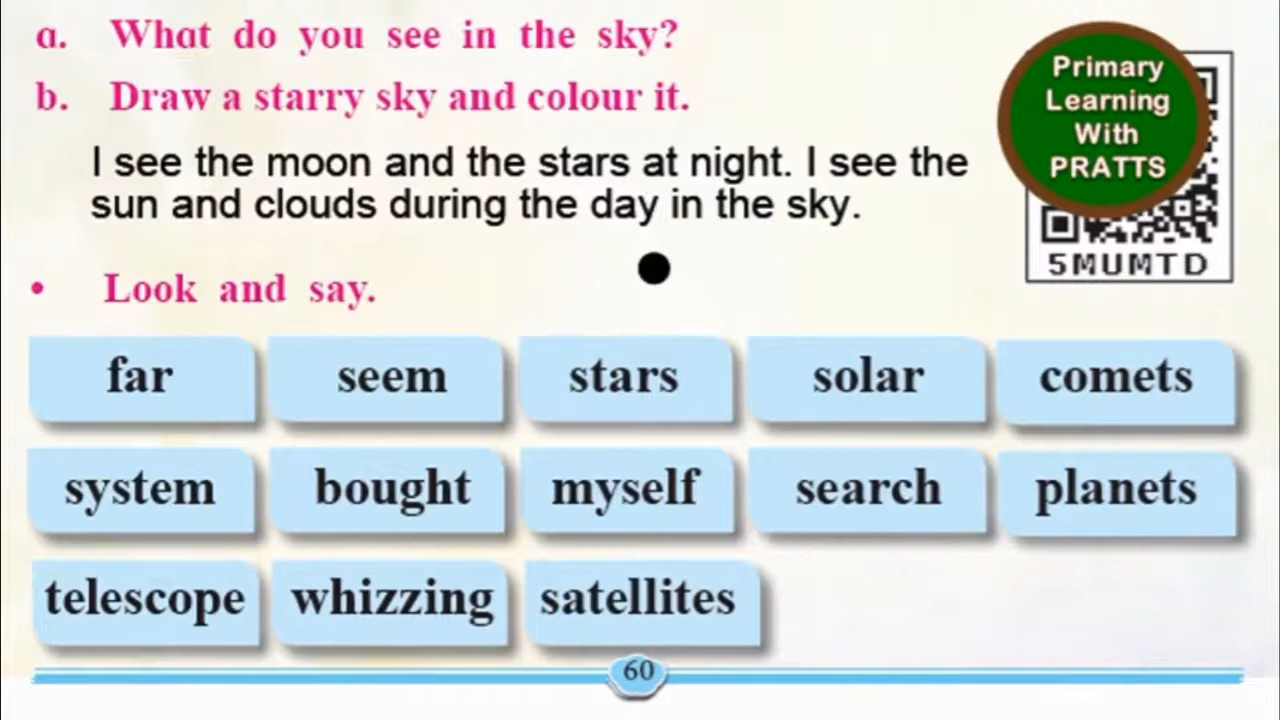 a. What do you see in the sky?
b. Draw a starry sky and colour it.
I see the moon and the stars at night. I see the
sun and clouds during the day in the sky.
Primary
Learning
With
PRATTS
5MUMTD
• Look and say.
far seem stars solar comets
system bought myself search planets
telescope whizzing satellites
60